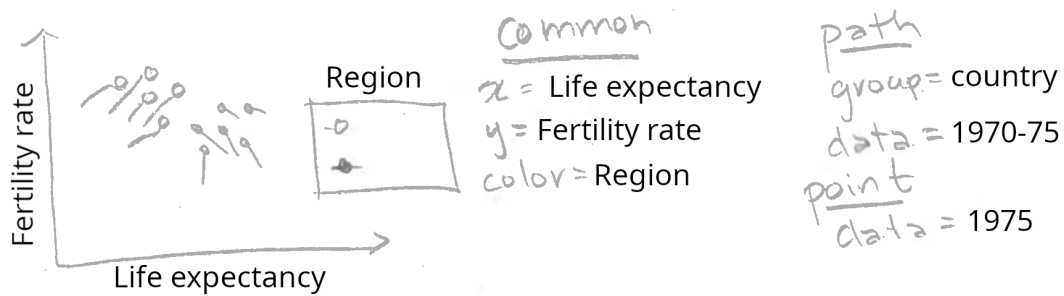 Fertility rate
Life expectancy
Region
common
x = Life expectancy
y = Fertility rate
color = Region
path
group = country
data = 1970-75
point
data = 1975